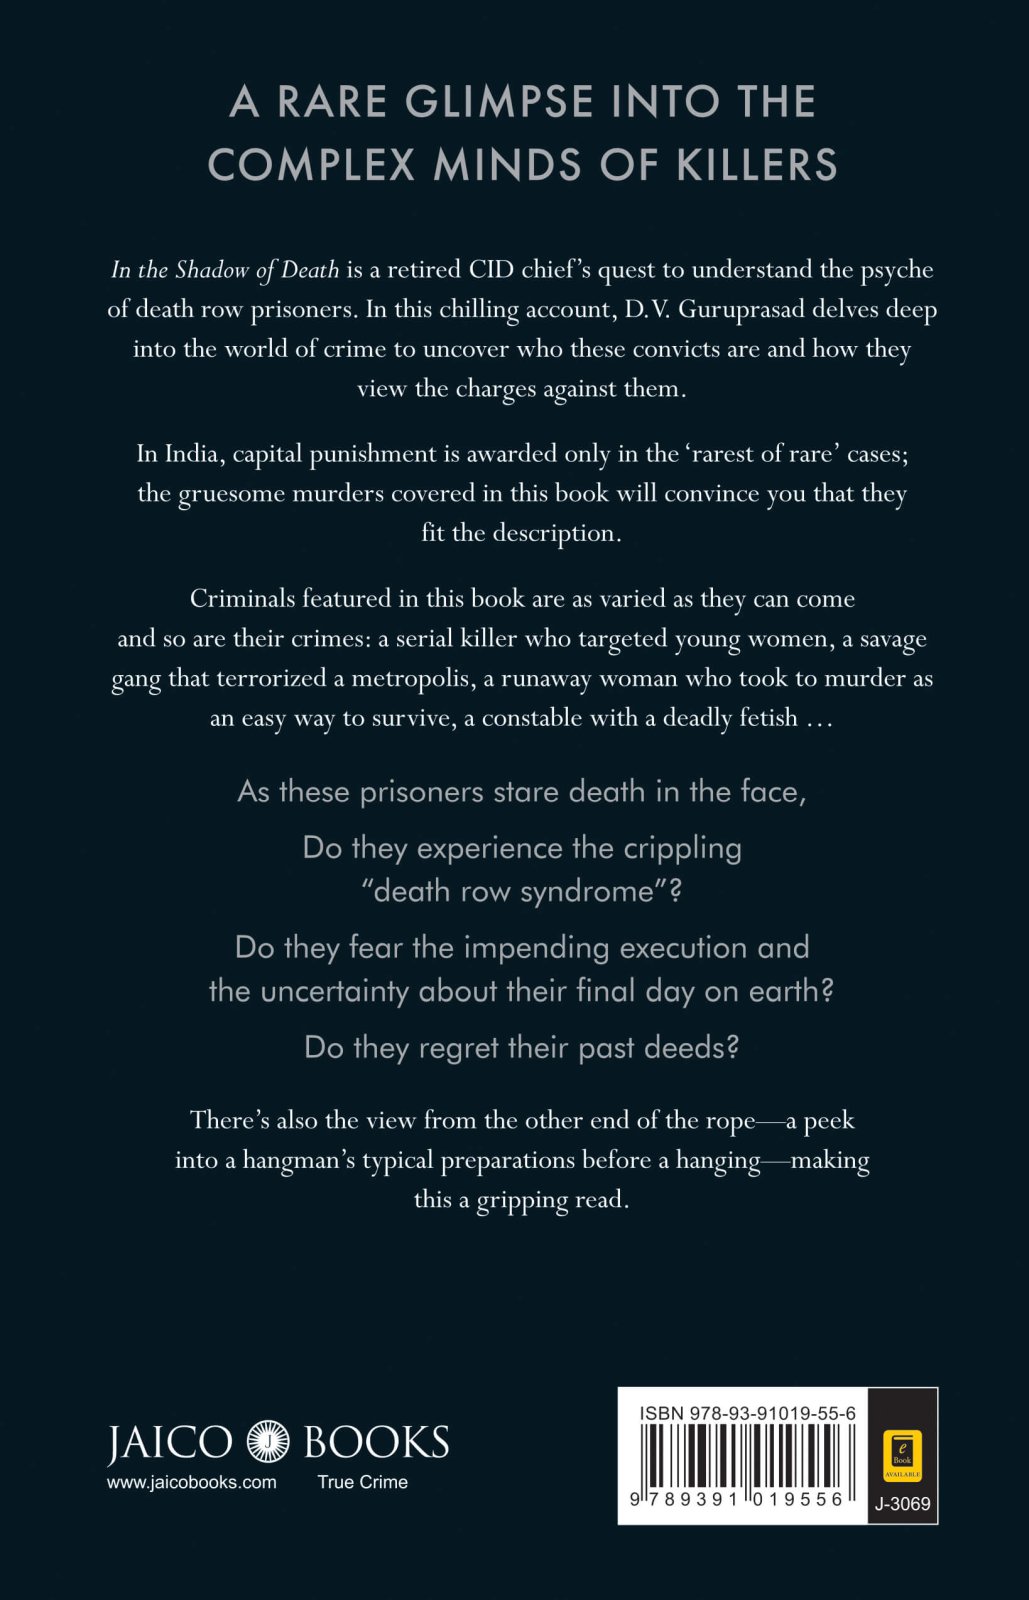 A RARE GLIMPSE INTO THE
COMPLEX MINDS OF KILLERS
In the Shadow of Death is a retired CID chief’s quest to understand the psyche
of death row prisoners. In this chilling account, D.V. Guruprasad delves deep
into the world of crime to uncover who these convicts are and how they
view the charges against them.
In India, capital punishment is awarded only in the ‘rarest of rare’ cases;
the gruesome murders covered in this book will convince you that they
fit the description.
Criminals featured in this book are as varied as they can come
and so are their crimes: a serial killer who targeted young women, a savage
gang that terrorized a metropolis, a runaway woman who took to murder as
an easy way to survive, a constable with a deadly fetish …
As these prisoners stare death in the face,
Do they experience the crippling
“death row syndrome”?
Do they fear the impending execution and
the uncertainty about their final day on earth?
Do they regret their past deeds?
There’s also the view from the other end of the rope—a peek
into a hangman’s typical preparations before a hanging—making
this a gripping read.
JAICO J BOOKS
www.jaicobooks.com True Crime
ISBN 978-93-91019-55-6
9 789391 019556
e
Book
AVAILABLE
J-3069